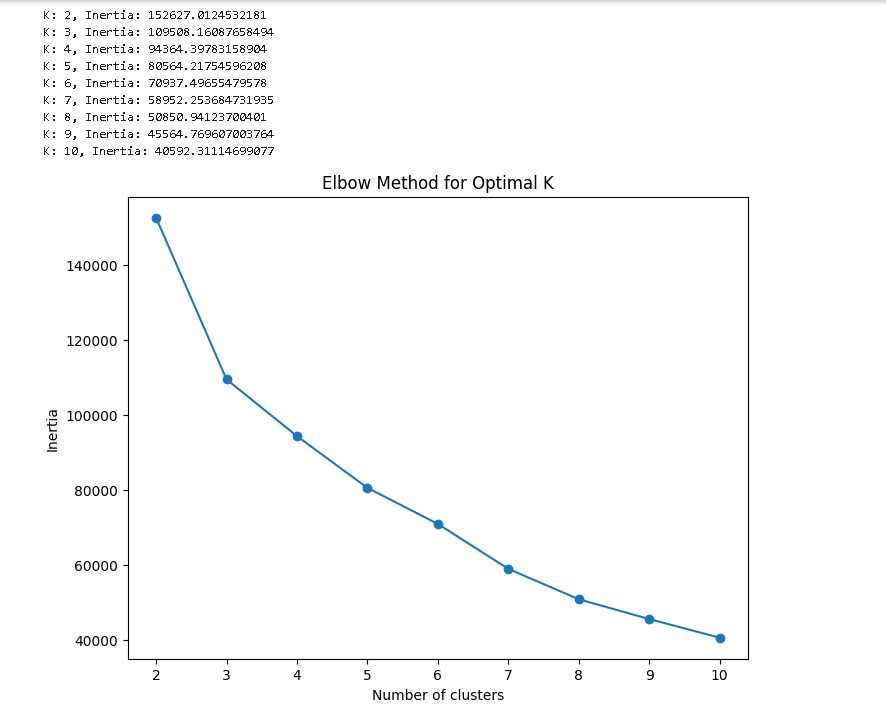 K: 2, Inertia: 152627.0124532181
K: 3, Inertia: 109508.16087658494
K: 4, Inertia: 94364.39783158904
K: 5, Inertia: 80564.21754596208
K: 6, Inertia: 70937.49655479578
K: 7, Inertia: 58952.253684731935
K: 8, Inertia: 50850.94123700401
K: 9, Inertia: 45564.769607003764
K: 10, Inertia: 40592.31114699077
Elbow Method for Optimal K
140000
120000
100000
80000
60000
40000
Inertia
2 3 4 5 6 7 8 9 10
Number of clusters